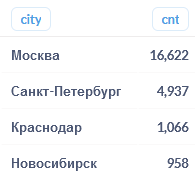 city cnt
Москва 16,622
Санкт-Петербург 4,937
Краснодар 1,066
Новосибирск 958